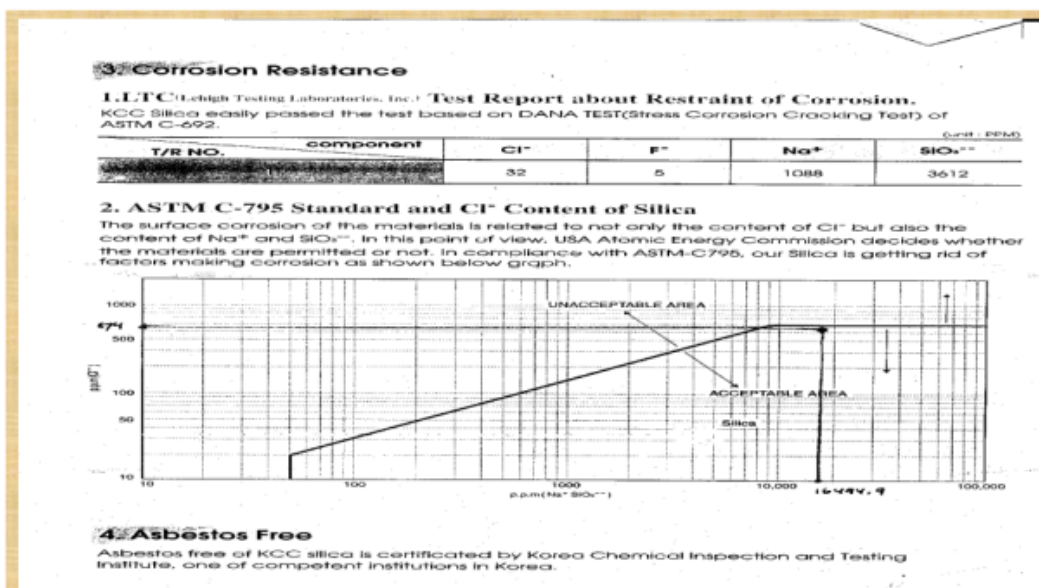 3. Corrosion Resistance
1.LTC(Lehigh Testing Laboratories, Inc.) Test Report about Restraint of Corrosion.
KCC Silica easily passed the test based on DANA TEST(Stress Corrosion Cracking Test) of
ASTM C-692.
(unit : PPM)
T/R NO. component Cl⁻ F⁻ Na⁺ SiO₃⁻⁻
32 5 1088 3612
2. ASTM C-795 Standard and Cl⁻ Content of Silica
The surface corrosion of the materials is related to not only the content of Cl⁻ but also the
content of Na⁺ and SiO₃⁻⁻. In this point of view, USA Atomic Energy Commission decides whether
the materials are permitted or not. In compliance with ASTM-C795, our Silica is getting rid of
factors making corrosion as shown below graph.
1000
UNACCEPTABLE AREA
674
500
100
ACCEPTABLE AREA
50
Silica
10
10 100 1000 10,000 16494.9 100,000
p.p.m(Na⁺ SiO₃⁻⁻)
4. Asbestos Free
Asbestos free of KCC silica is certificated by Korea Chemical Inspection and Testing
Institute, one of competent institutions in Korea.